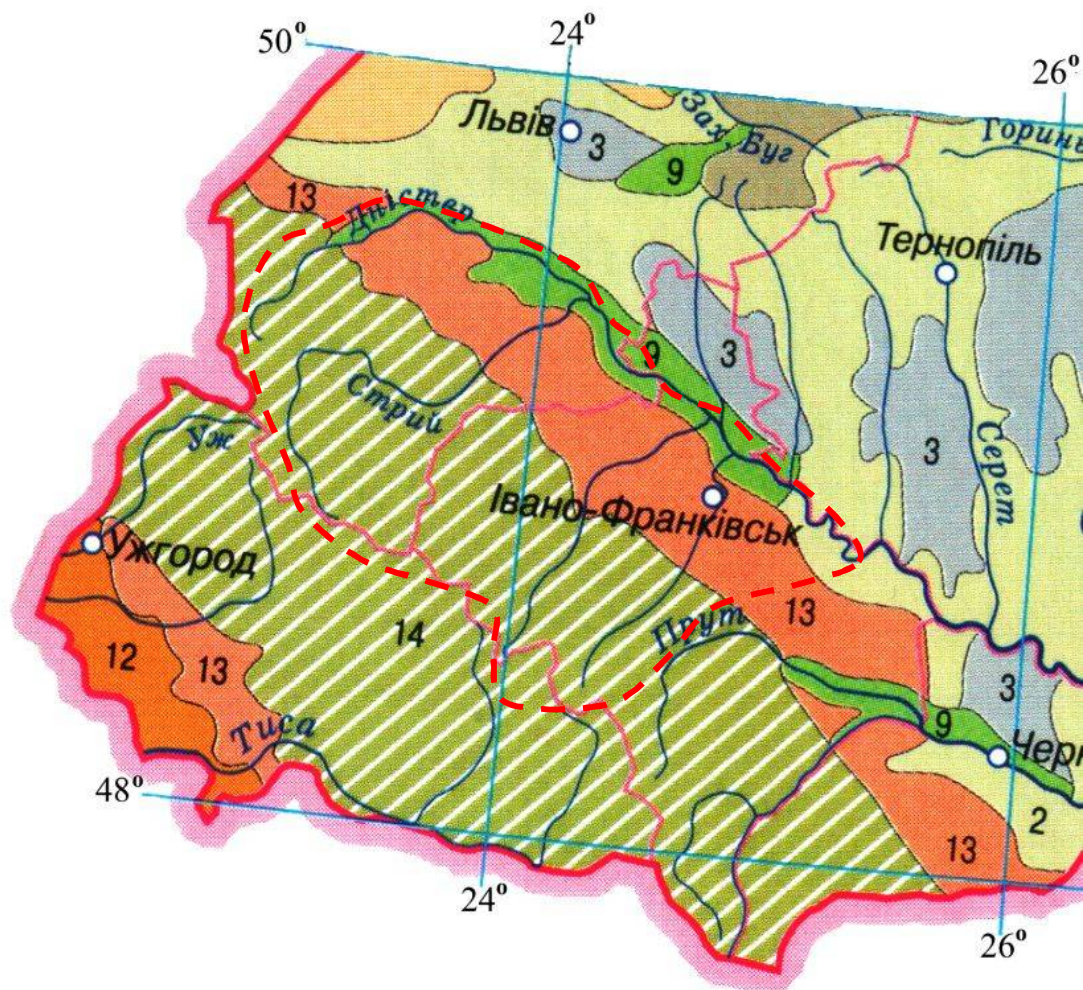 50°
24°
26°
Львів
3
Зах. Буг
9
Горинь
13
Дністер
Тернопіль
9
3
Стрий
3
Серет
Уж
Івано-Франківськ
Ужгород
Прут
13
14
12
13
3
Тиса
9
48°
2
13
24°
26°